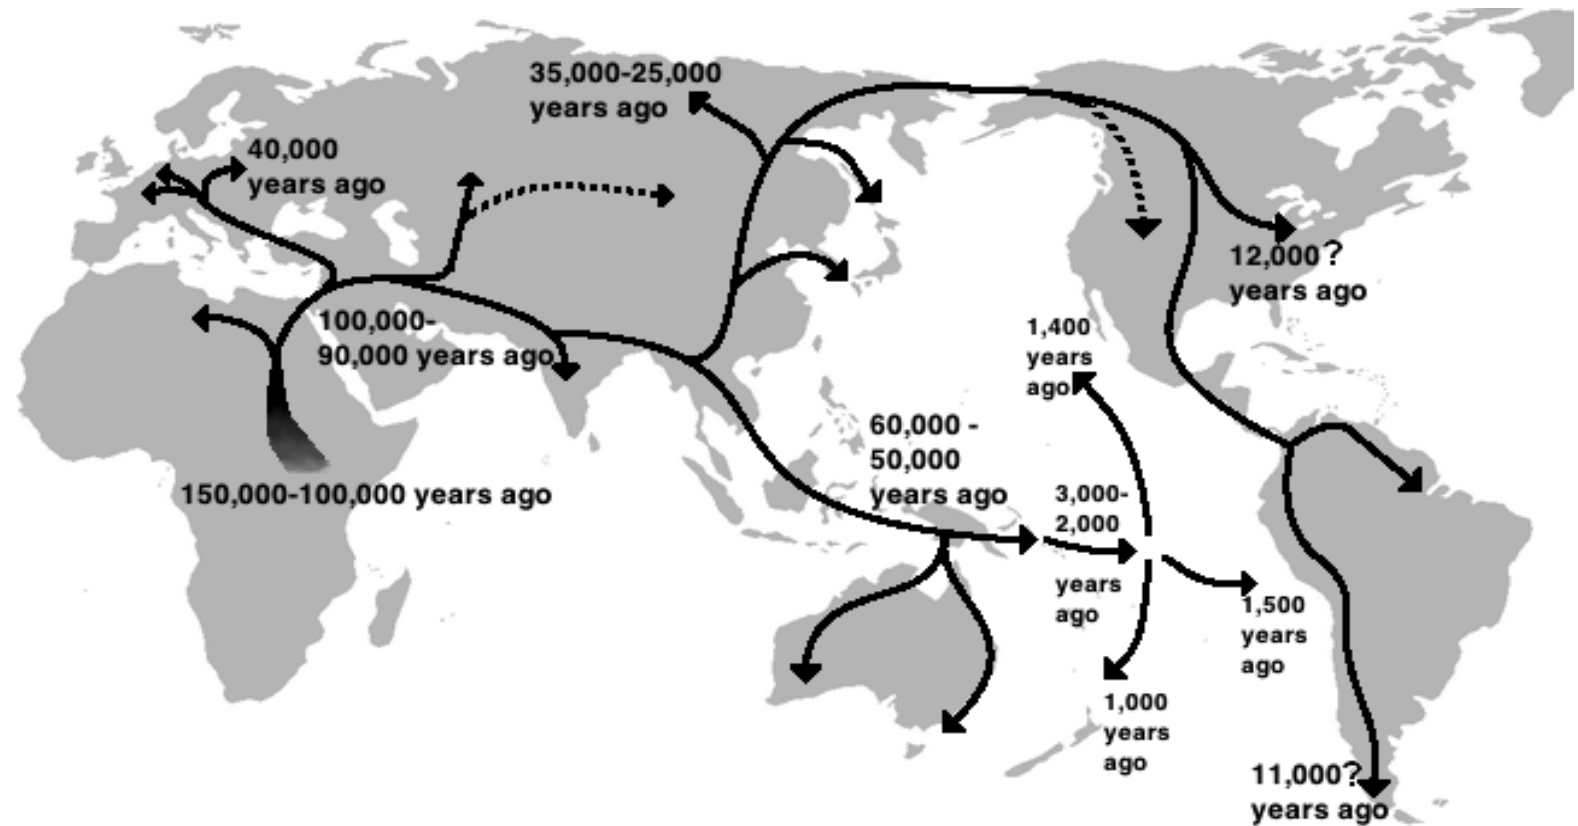 35,000-25,000
years ago
40,000
years ago
12,000?
years ago
100,000-
90,000 years ago
1,400
years
ago
60,000 -
50,000
years ago
150,000-100,000 years ago
3,000-
2,000
years
ago
1,500
years
ago
1,000
years
ago
11,000?
years ago